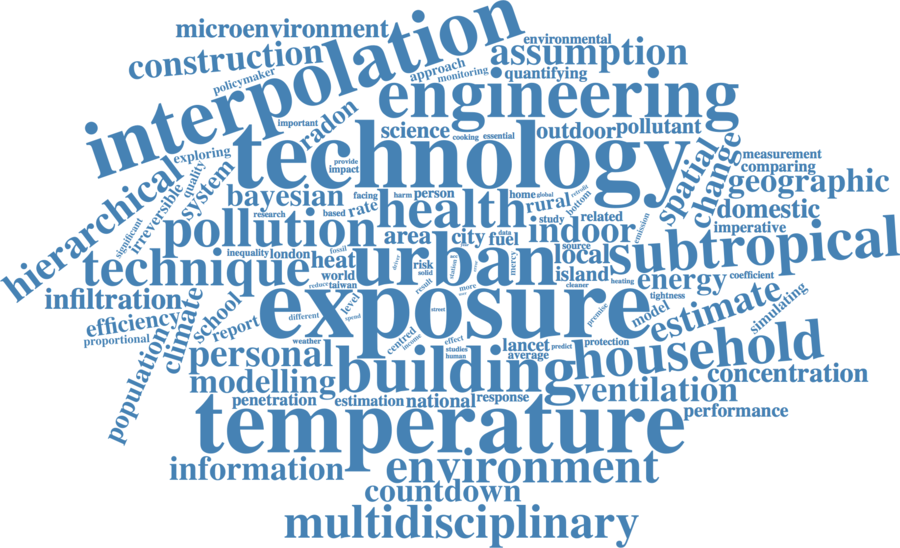 microenvironment
construction
policymaker
interpolation
approach
monitoring
environmental
assumption
quantifying
engineering
important
radon
science
cooking
essential
outdoor
pollutant
exploring
technology
provide
impact
hierarchical
system
quality
irreversible
significant
spatial
change
measurement
comparing
geographic
domestic
imperative
bayesian
facing
harm
person
home
global
retrofit
bottom
rural
research
based
rate
health
study
related
pollution
area
city
fuel
data
indoor
emission
technique
inequality
london
fossil
heat
world
driver
risk
solid
urban
mercy
source
local
island
subtropical
infiltration
reduce
taiwan
station
result
more
cleaner
heating
energy
coefficient
tightness
efficiency
proportional
climate
school
report
different
level
spend
exposure
street
premise
model
estimate
simulating
population
weather
centred
income
effect
studies
human
lancet
average
predict
protection
personal
building
household
modelling
concentration
penetration
estimation
national
response
ventilation
performance
temperature
information
environment
countdown
multidisciplinary